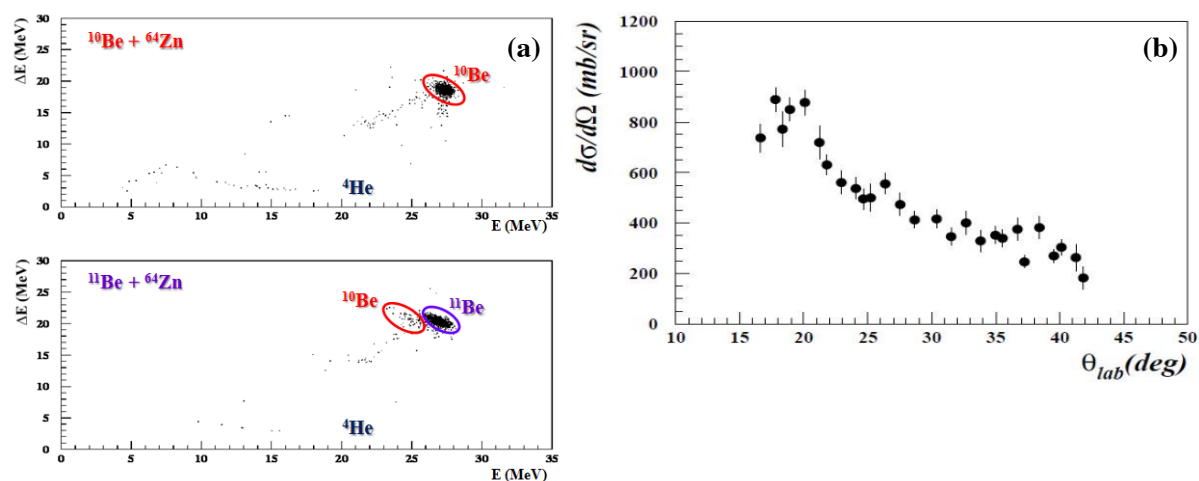 ΔE (MeV)
30
25
20
15
10
5
0
¹⁰Be + ⁶⁴Zn
(a)
¹⁰Be
⁴He
0 5 10 15 20 25 30 35
E (MeV)
ΔE (MeV)
30
25
20
15
10
5
0
¹¹Be + ⁶⁴Zn
¹⁰Be
¹¹Be
⁴He
0 5 10 15 20 25 30 35
E (MeV)
dσ/dΩ (mb/sr)
1200
1000
800
600
400
200
0
(b)
10 15 20 25 30 35 40 45 50
θlab(deg)